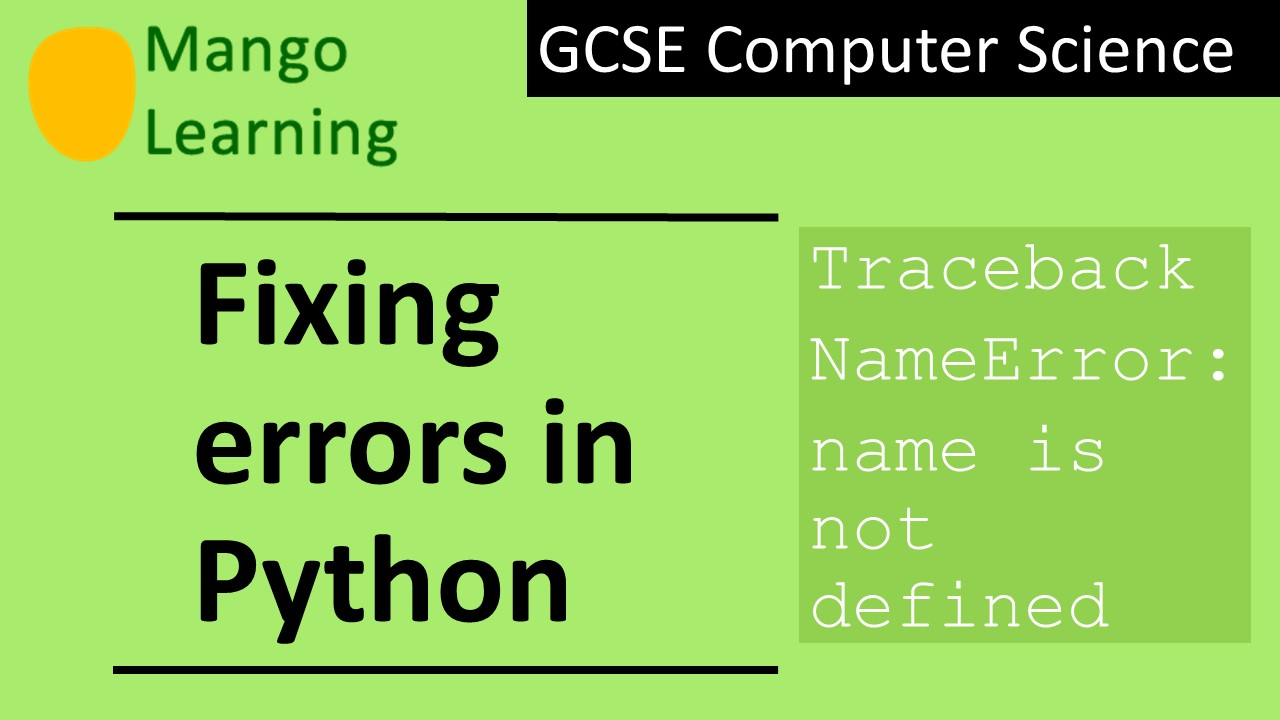 Mango
Learning
GCSE Computer Science
Fixing
errors in
Python
Traceback
NameError:
name is
not
defined